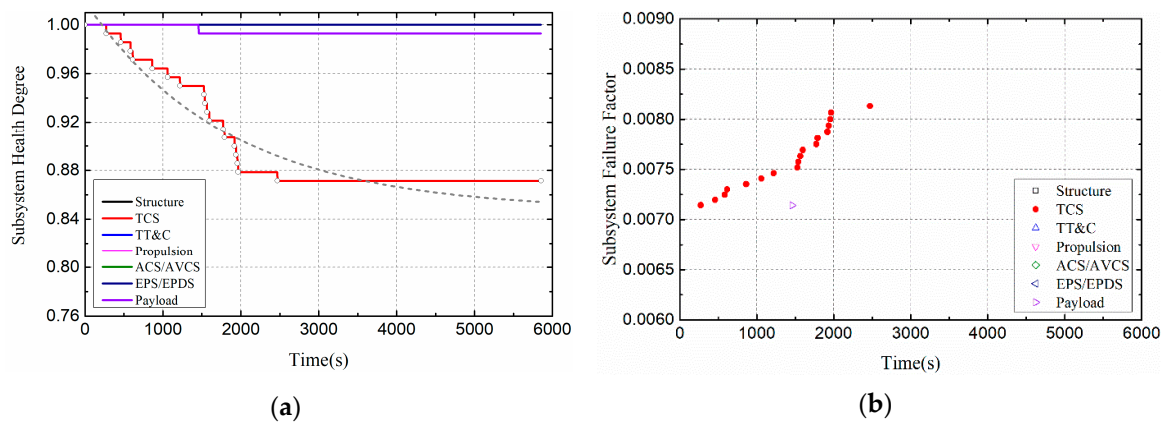 Subsystem Health Degree
1.00
0.96
0.92
0.88
0.84
0.80
0.76
Structure
TCS
TT&C
Propulsion
ACS/AVCS
EPS/EPDS
Payload
0 1000 2000 3000 4000 5000 6000
Time(s)
(a)
Subsystem Failure Factor
0.0090
0.0085
0.0080
0.0075
0.0070
0.0065
0.0060
Structure
TCS
TT&C
Propulsion
ACS/AVCS
EPS/EPDS
Payload
0 1000 2000 3000 4000 5000 6000
Time(s)
(b)